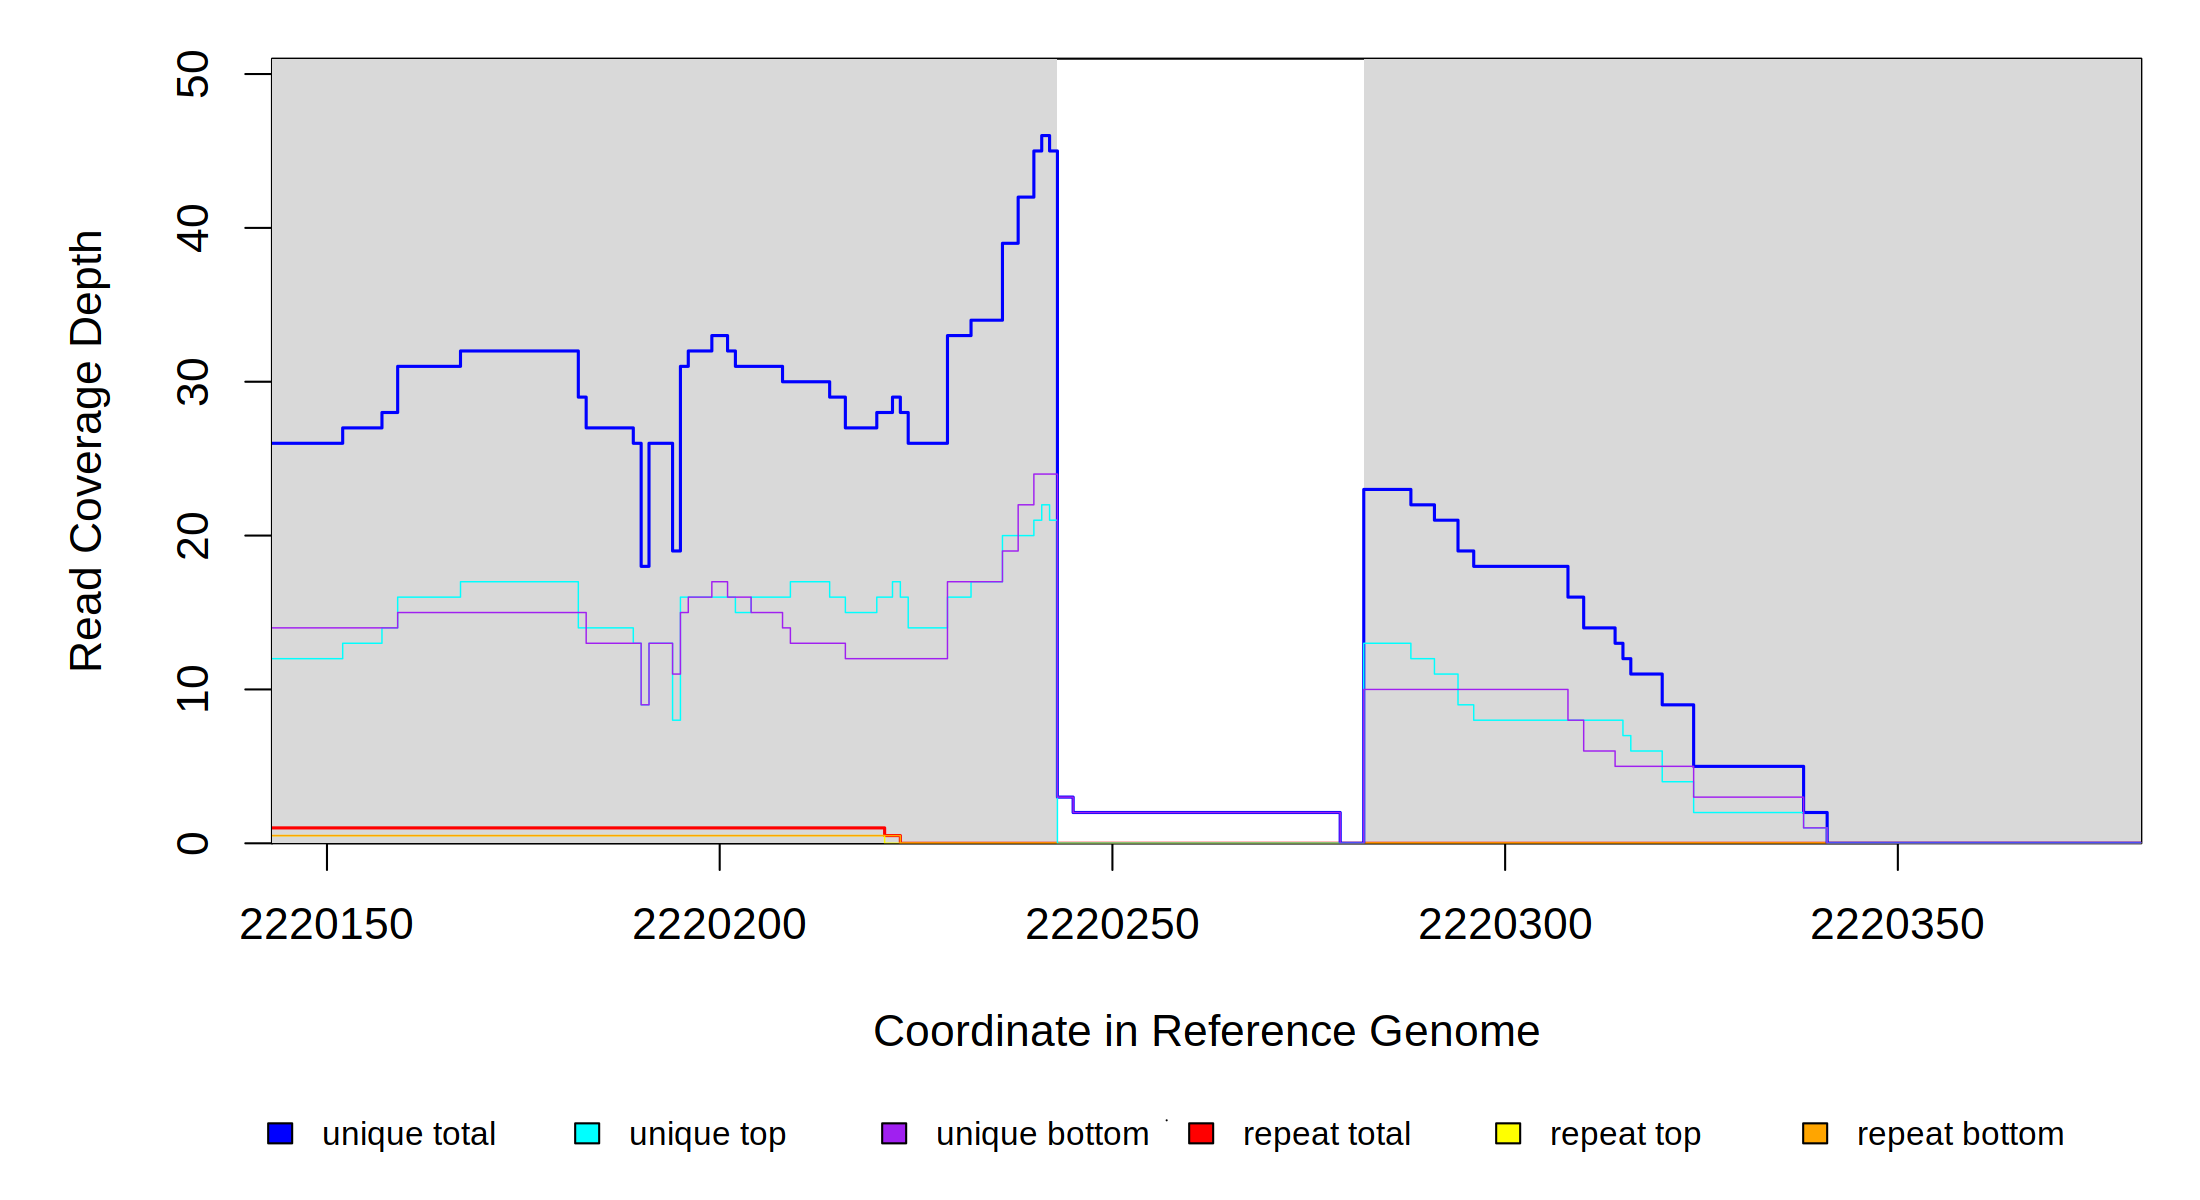 50
40
30
20
10
0
Read Coverage Depth
2220150 2220200 2220250 2220300 2220350
Coordinate in Reference Genome
unique total unique top unique bottom repeat total repeat top repeat bottom